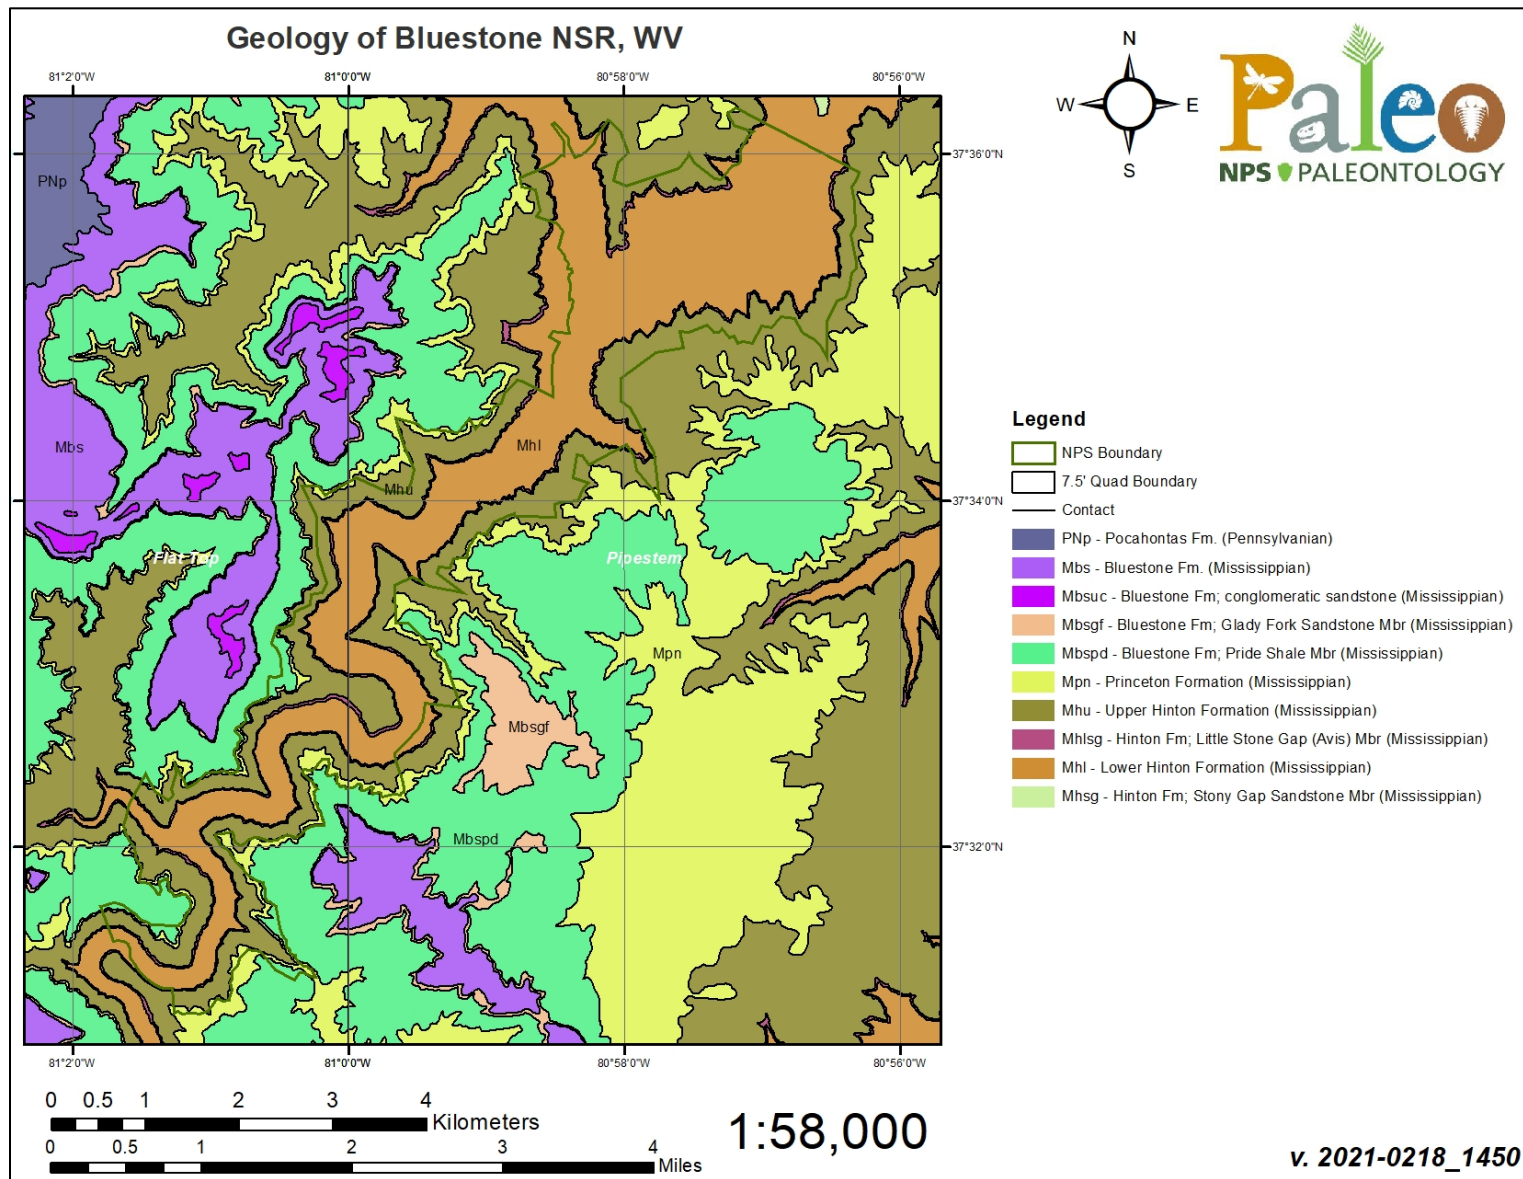 Geology of Bluestone NSR, WV
81°2'0"W 81°0'0"W 80°58'0"W 80°56'0"W
N
W E
S
Paleo
NPS PALEONTOLOGY
37°36'0"N
PNp
Mbs
Mhl
Mhu
37°34'0"N
Flat Top
Pipestem
Mpn
Mbsgf
Mbspd
37°32'0"N
81°2'0"W 81°0'0"W 80°58'0"W 80°56'0"W
Legend
NPS Boundary
7.5' Quad Boundary
Contact
PNp - Pocahontas Fm. (Pennsylvanian)
Mbs - Bluestone Fm. (Mississippian)
Mbsuc - Bluestone Fm; conglomeratic sandstone (Mississippian)
Mbsgf - Bluestone Fm; Glady Fork Sandstone Mbr (Mississippian)
Mbspd - Bluestone Fm; Pride Shale Mbr (Mississippian)
Mpn - Princeton Formation (Mississippian)
Mhu - Upper Hinton Formation (Mississippian)
Mhlsg - Hinton Fm; Little Stone Gap (Avis) Mbr (Mississippian)
Mhl - Lower Hinton Formation (Mississippian)
Mhsg - Hinton Fm; Stony Gap Sandstone Mbr (Mississippian)
0 0.5 1 2 3 4
Kilometers
0 0.5 1 2 3 4
Miles
1:58,000
v. 2021-0218_1450